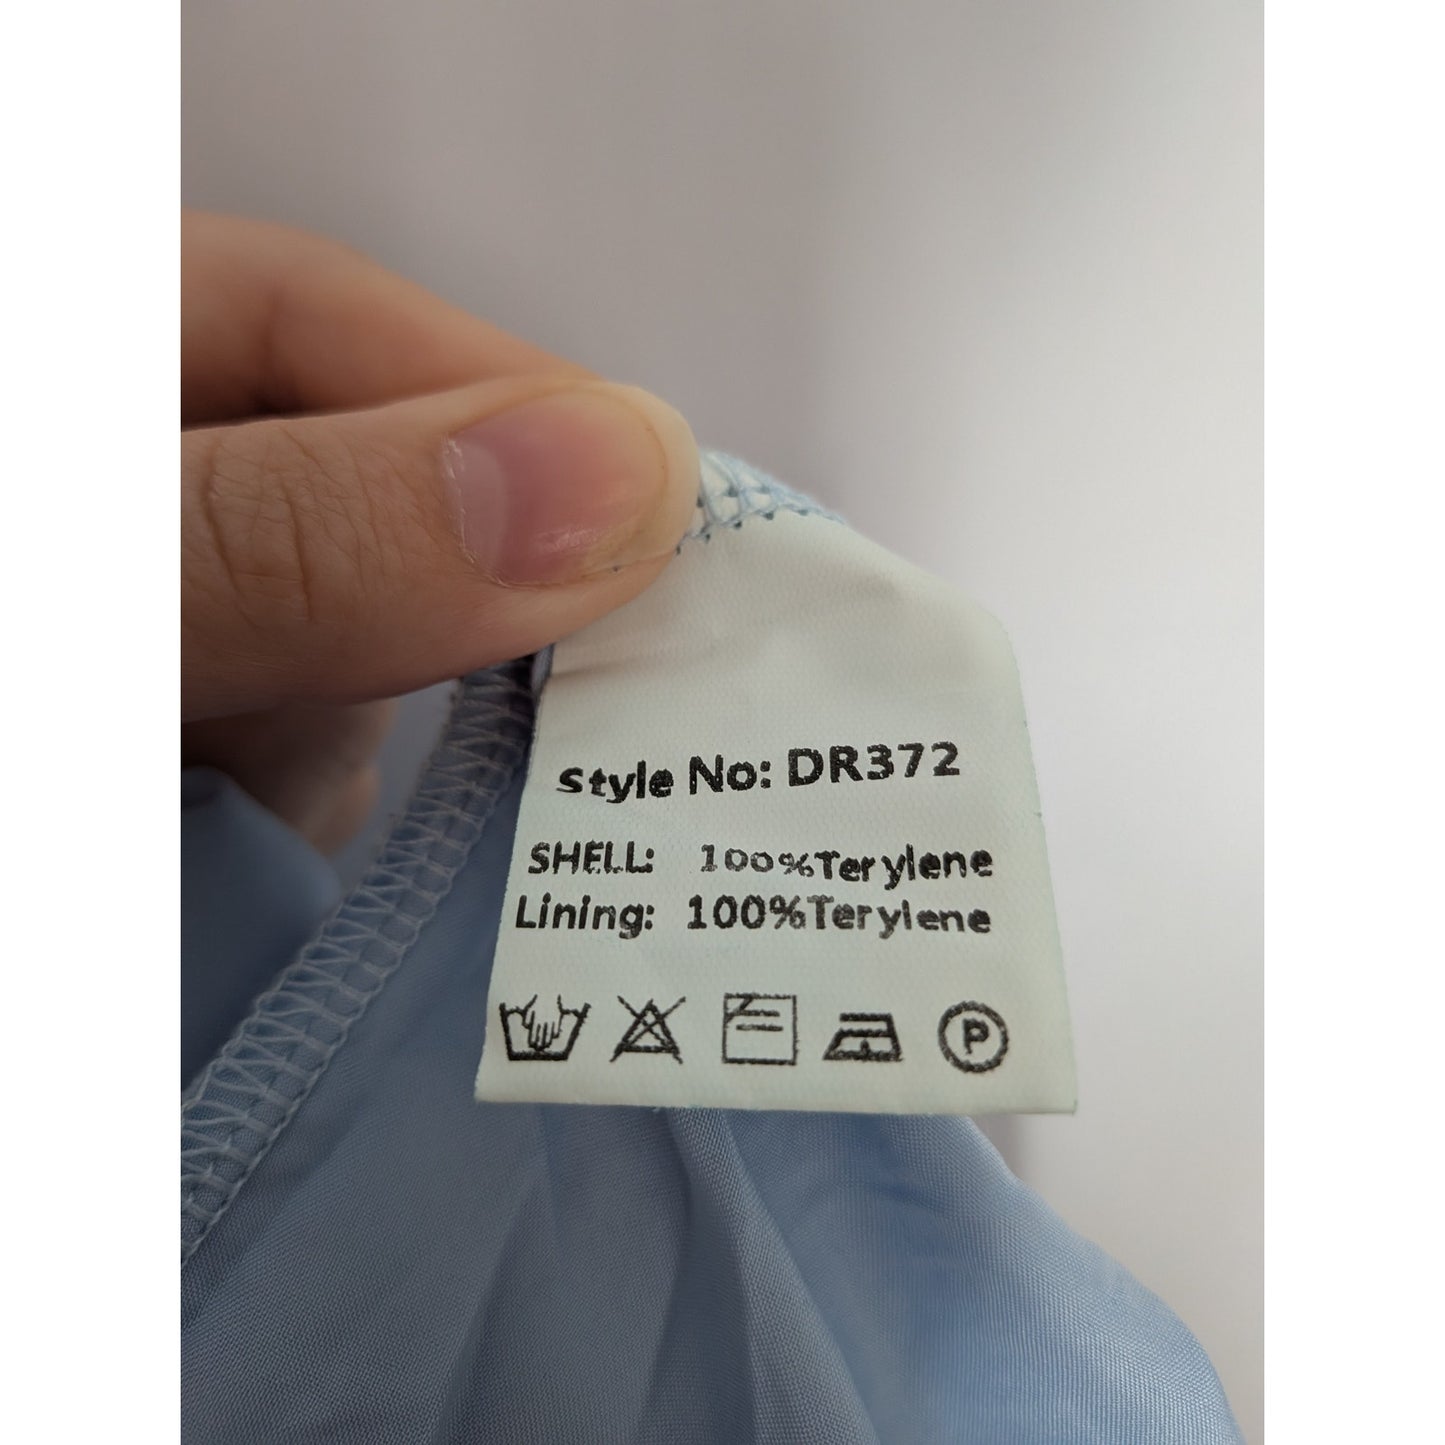 Style No: DR372
SHELL: 100%Terylene
Lining: 100%Terylene
P